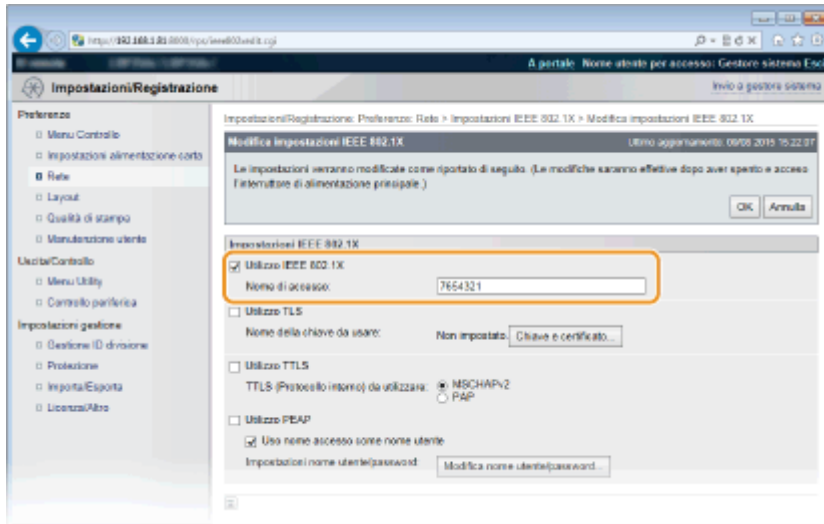 A portale Nome utente per accesso: Gestore sistema
Impostazioni/Registrazione
Invio a gestore sistema
Preferenze
Menu Controllo
Impostazioni alimentazione carta
Rete
Layout
Qualità di stampa
Manutenzione utente
Uscita/Controllo
Menu Utility
Controllo periferica
Impostazioni gestione
Gestione ID divisione
Protezione
Importa/Esporta
Licenza/Altro
Impostazioni/Registrazione: Preferenze: Rete > Impostazioni IEEE 802.1X > Modifica impostazioni IEEE 802.1X
Modifica impostazioni IEEE 802.1X
Ultimo aggiornamento: 2015 15:22:07
Le impostazioni verranno modificate come riportato di seguito. (Le modifiche saranno effettive dopo aver spento e acceso
l'interruttore di alimentazione principale.)
OK Annulla
Impostazioni IEEE 802.1X
Utilizzo IEEE 802.1X
Nome di accesso: 7654321
Utilizzo TLS
Nome della chiave da usare: Non impostato. Chiave e certificato...
Utilizzo TTLS
TTLS (Protocollo interno) da utilizzare: MSCHAPv2
PAP
Utilizzo PEAP
Uso nome accesso come nome utente
Impostazioni nome utente/password: Modifica nome utente/password...